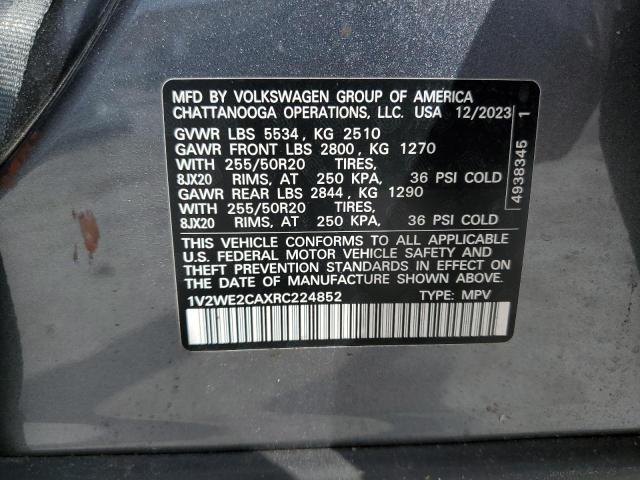 MFD BY VOLKSWAGEN GROUP OF AMERICA
CHATTANOOGA OPERATIONS, LLC. USA 12/2023
GVWR LBS 5534, KG 2510
GAWR FRONT LBS 2800, KG 1270
WITH 255/50R20 TIRES,
8JX20 RIMS, AT 250 KPA, 36 PSI COLD
GAWR REAR LBS 2844, KG 1290
WITH 255/50R20 TIRES,
8JX20 RIMS, AT 250 KPA, 36 PSI COLD
THIS VEHICLE CONFORMS TO ALL APPLICABLE
U.S. FEDERAL MOTOR VEHICLE SAFETY AND
THEFT PREVENTION STANDARDS IN EFFECT ON
THE DATE OF MANUFACTURE SHOWN ABOVE.
1V2WE2CAXRC224852 TYPE: MPV
4938345 1